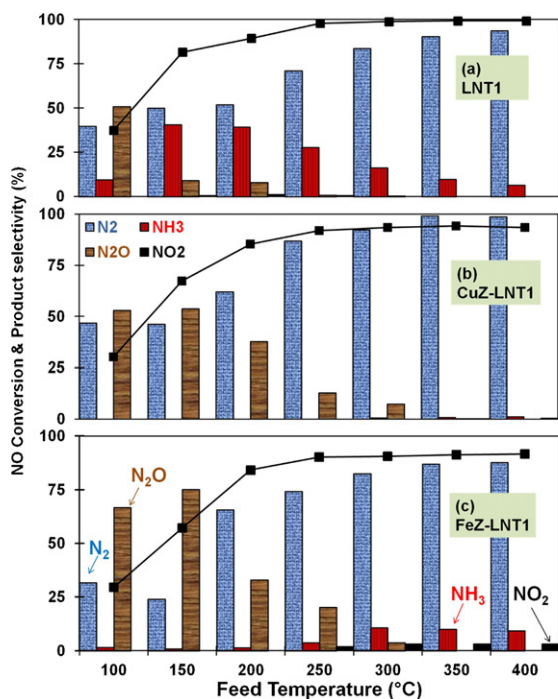 100
75
50
25
0
(a)
LNT1
100
N2
NH3
N2O
NO2
75
50
25
0
(b)
CuZ-LNT1
100
75
50
25
0
N₂O
N₂
(c)
FeZ-LNT1
NH₃
NO₂
100 150 200 250 300 350 400
Feed Temperature (°C)
NO Conversion & Product selectivity (%)